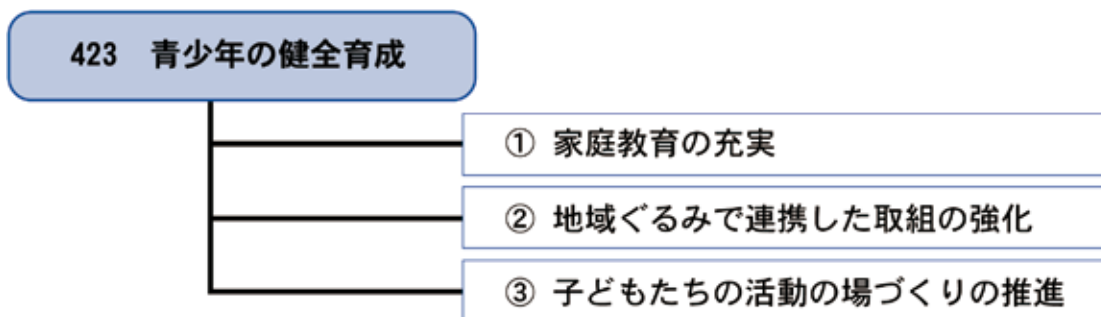 423　青少年の健全育成
① 家庭教育の充実
② 地域ぐるみで連携した取組の強化
③ 子どもたちの活動の場づくりの推進